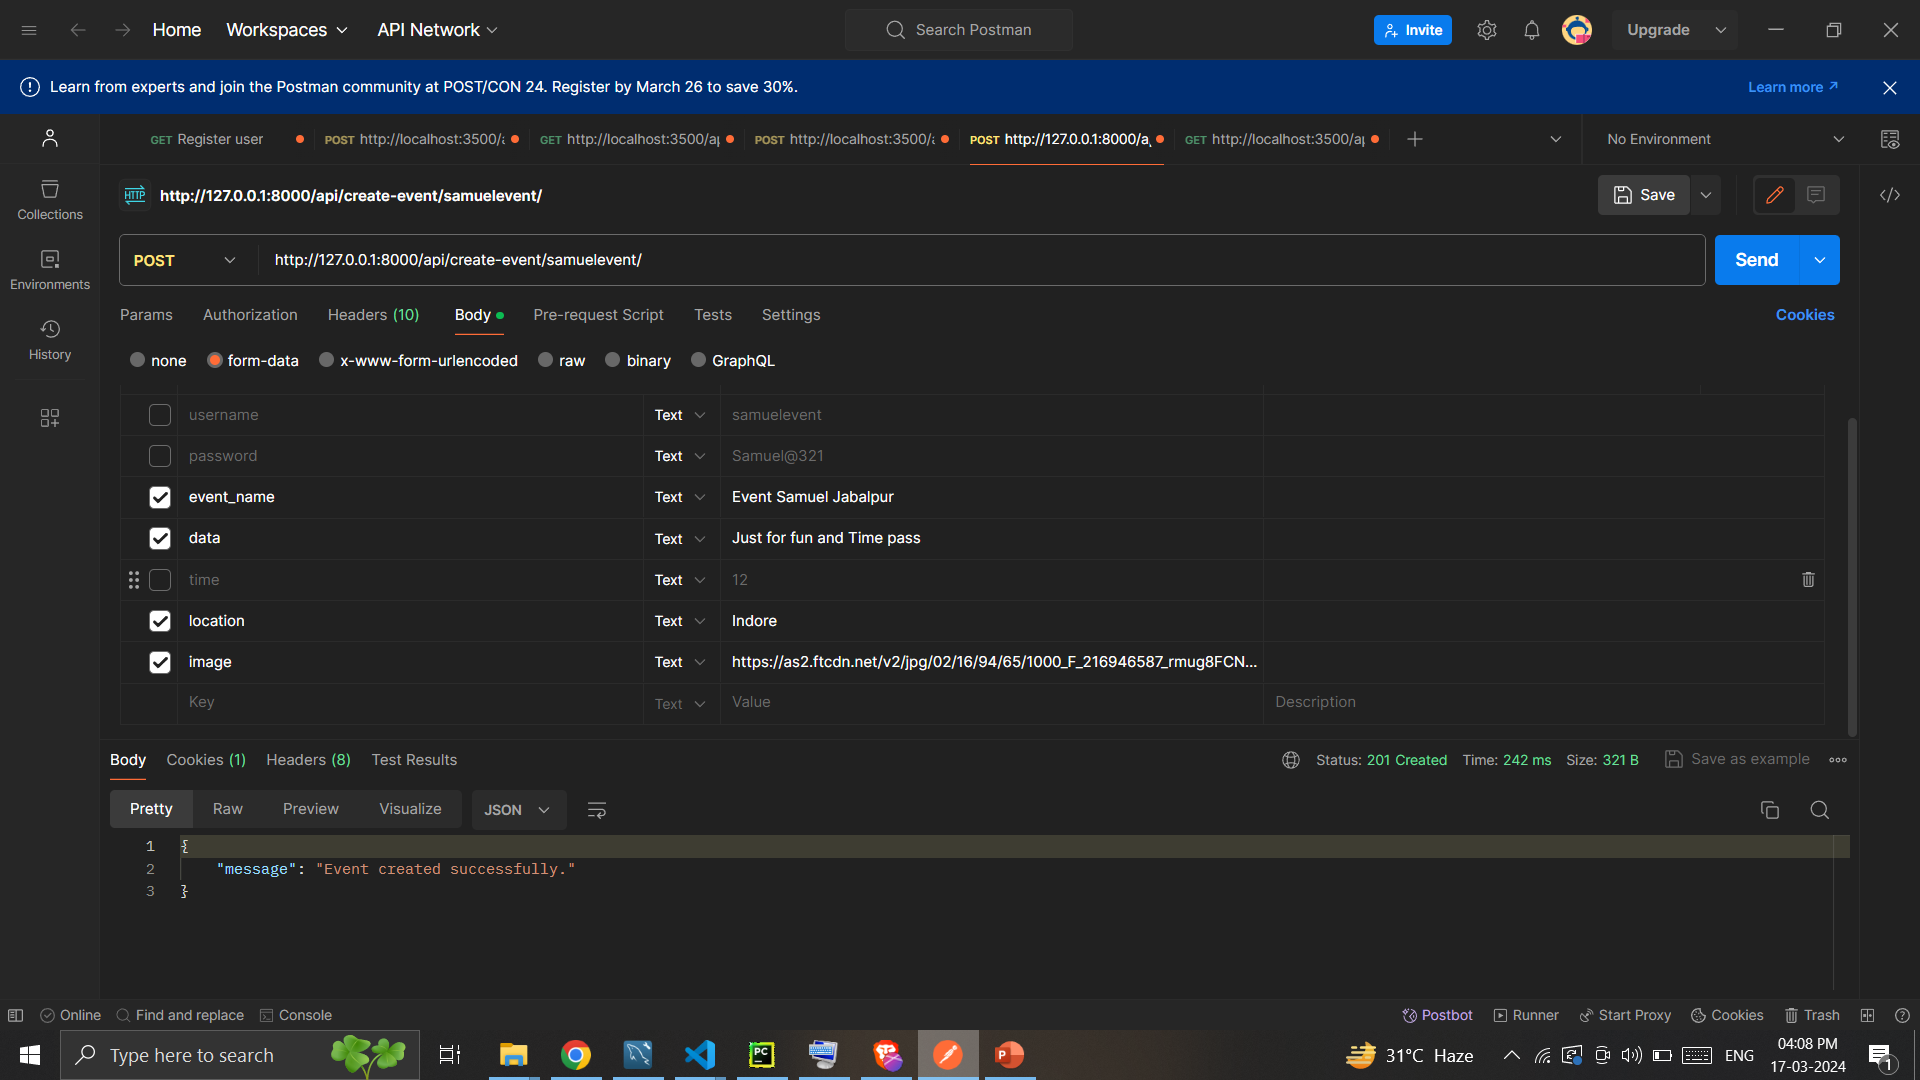 Home Workspaces API Network Search Postman Invite Upgrade
Learn from experts and join the Postman community at POST/CON 24. Register by March 26 to save 30%. Learn more
GET Register user POST http://localhost:3500/ GET http://localhost:3500/ap POST http://localhost:3500/ POST http://127.0.0.1:8000/a GET http://localhost:3500/ap No Environment
HTTP http://127.0.0.1:8000/api/create-event/samuelevent/ Save
Collections
POST http://127.0.0.1:8000/api/create-event/samuelevent/ Send
Environments
Params Authorization Headers (10) Body Pre-request Script Tests Settings Cookies
History
none form-data x-www-form-urlencoded raw binary GraphQL
username Text samuelevent
password Text Samuel@321
event_name Text Event Samuel Jabalpur
data Text Just for fun and Time pass
time Text 12
location Text Indore
image Text https://as2.ftcdn.net/v2/jpg/02/16/94/65/1000_F_216946587_rmug8FCN...
Key Text Value Description
Body Cookies (1) Headers (8) Test Results Status: 201 Created Time: 242 ms Size: 321 B Save as example
Pretty Raw Preview Visualize JSON
1 {
2 "message": "Event created successfully."
3 }
Online Find and replace Console Postbot Runner Start Proxy Cookies Trash
Type here to search PC P 31°C Haze ENG 04:08 PM
17-03-2024 1